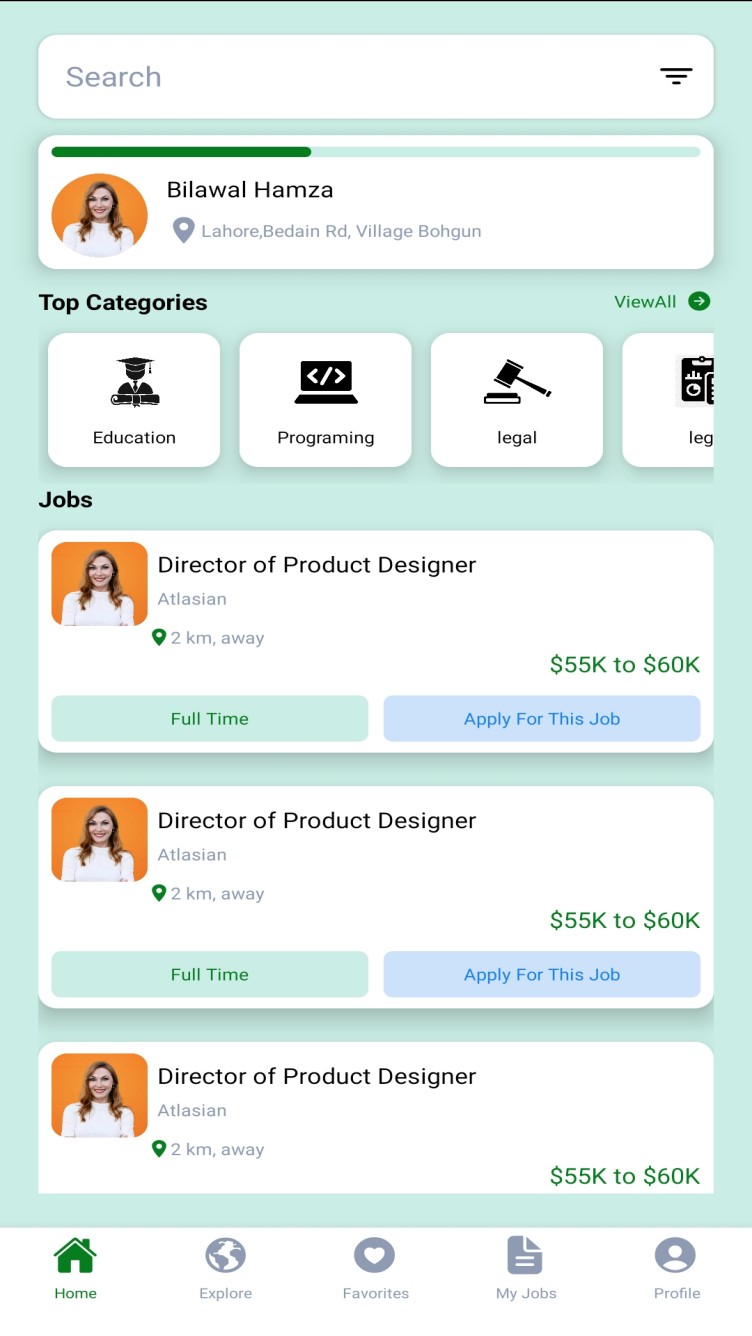 Search
Bilawal Hamza
Lahore,Bedain Rd, Village Bohgun
Top Categories
ViewAll
Education
Programing
legal
leg
Jobs
Director of Product Designer
Atlasian
2 km, away
$55K to $60K
Full Time
Apply For This Job
Director of Product Designer
Atlasian
2 km, away
$55K to $60K
Full Time
Apply For This Job
Director of Product Designer
Atlasian
2 km, away
$55K to $60K
Home
Explore
Favorites
My Jobs
Profile